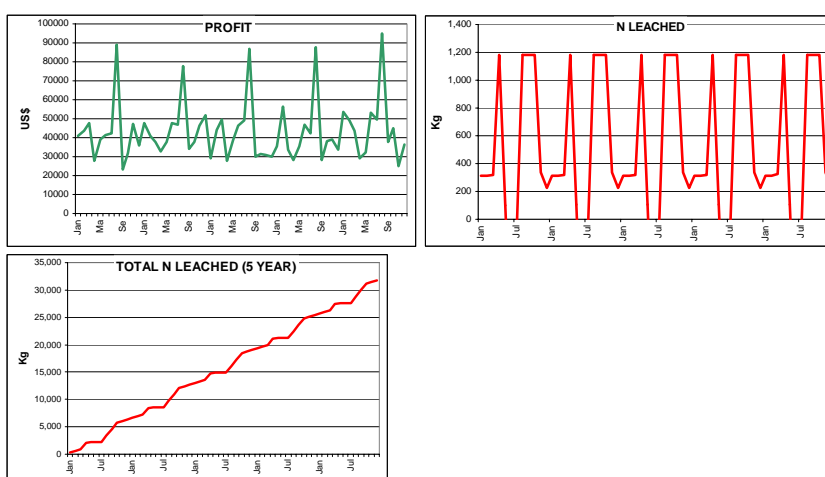 PROFIT
US$
100000
90000
80000
70000
60000
50000
40000
30000
20000
10000
0
Jan
Ma
Se
Jan
Ma
Se
Jan
Ma
Se
Jan
Ma
Se
Jan
Ma
Se
N LEACHED
Kg
1,400
1,200
1,000
800
600
400
200
0
Jan
Jul
Jan
Jul
Jan
Jul
Jan
Jul
Jan
Jul
TOTAL N LEACHED (5 YEAR)
Kg
35,000
30,000
25,000
20,000
15,000
10,000
5,000
0
Jan
Jul
Jan
Jul
Jan
Jul
Jan
Jul
Jan
Jul